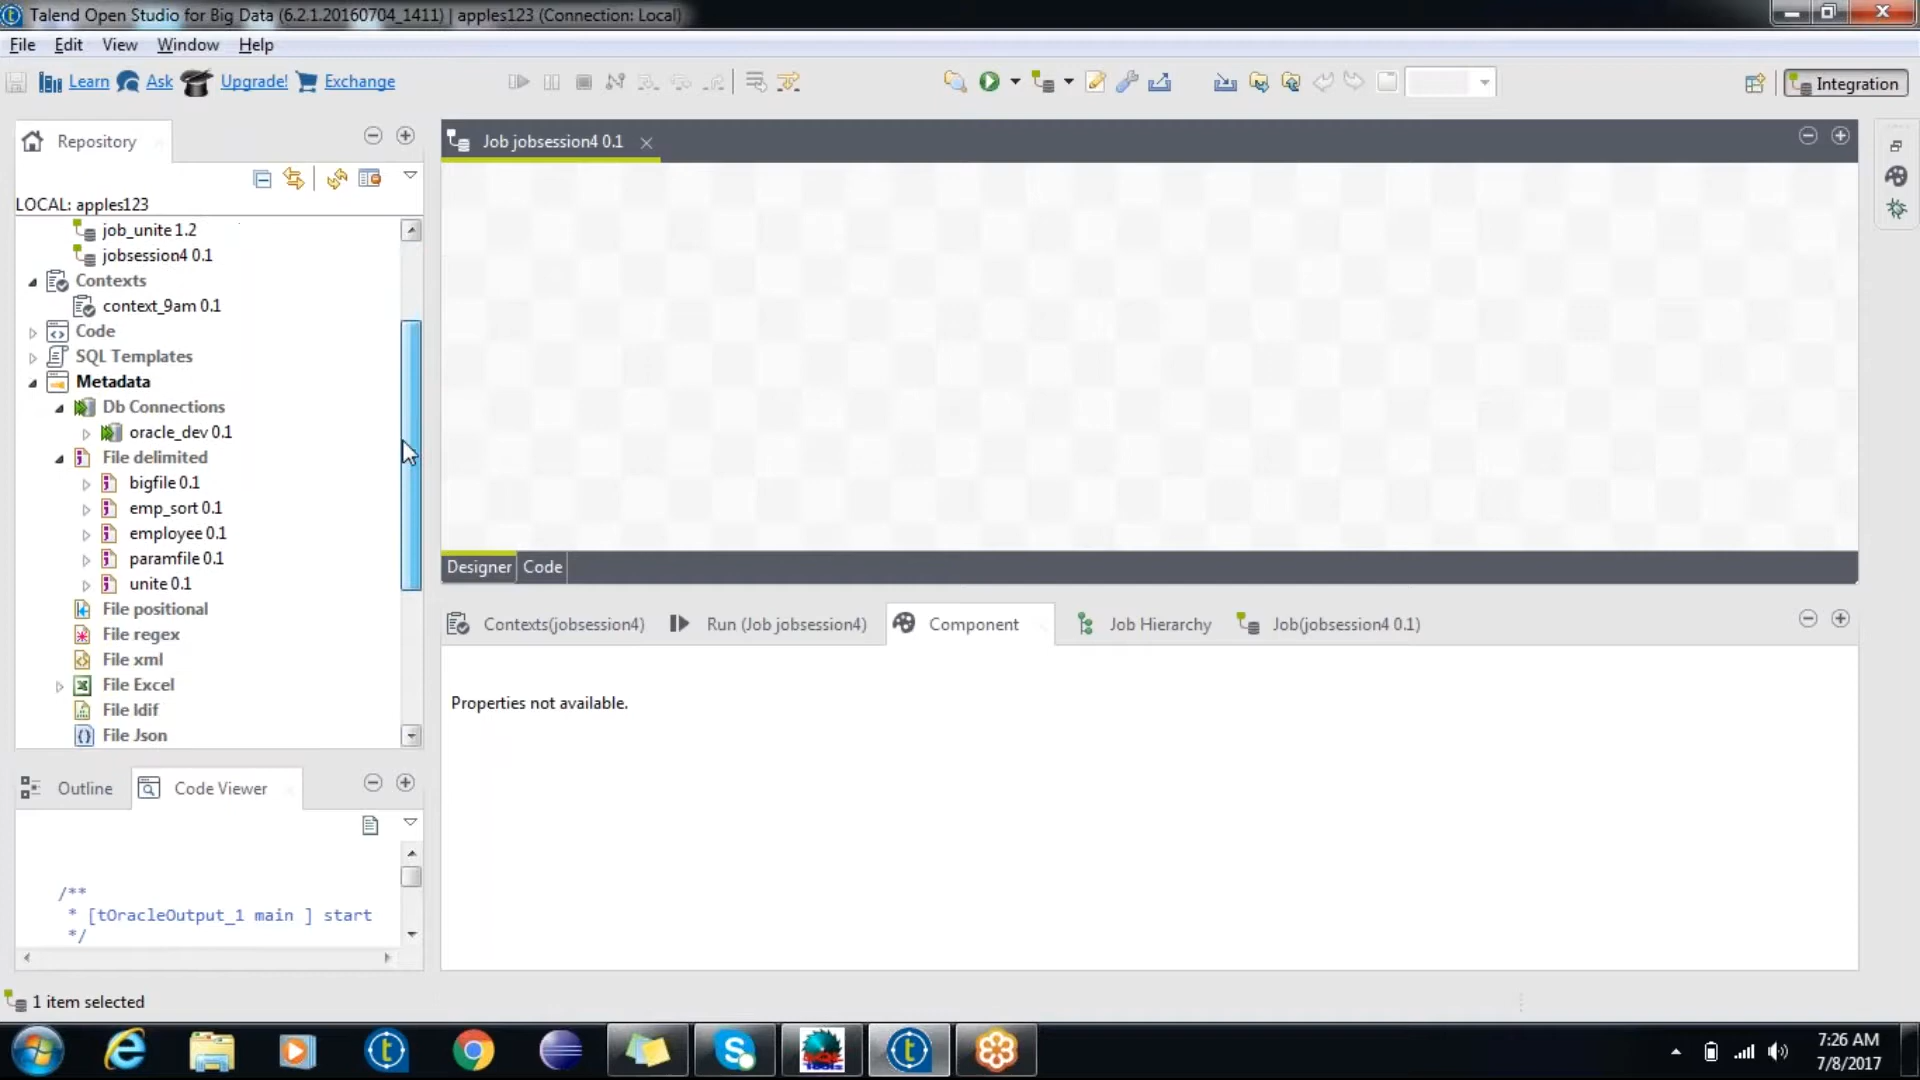 Talend Open Studio for Big Data (6.2.1.20160704_1411) | apples123 (Connection: Local)
File Edit View Window Help
Learn Ask Upgrade! Exchange Integration
Repository
LOCAL: apples123
job_unite 1.2
jobsession4 0.1
Contexts
context_9am 0.1
Code
SQL Templates
Metadata
Db Connections
oracle_dev 0.1
File delimited
bigfile 0.1
emp_sort 0.1
employee 0.1
paramfile 0.1
unite 0.1
File positional
File regex
File xml
File Excel
File ldif
File Json
Job jobsession4 0.1
Designer Code
Contexts(jobsession4) Run (Job jobsession4) Component Job Hierarchy Job(jobsession4 0.1)
Properties not available.
Outline Code Viewer
/**
* [tOracleOutput_1 main ] start
*/
1 item selected
7:26 AM
7/8/2017